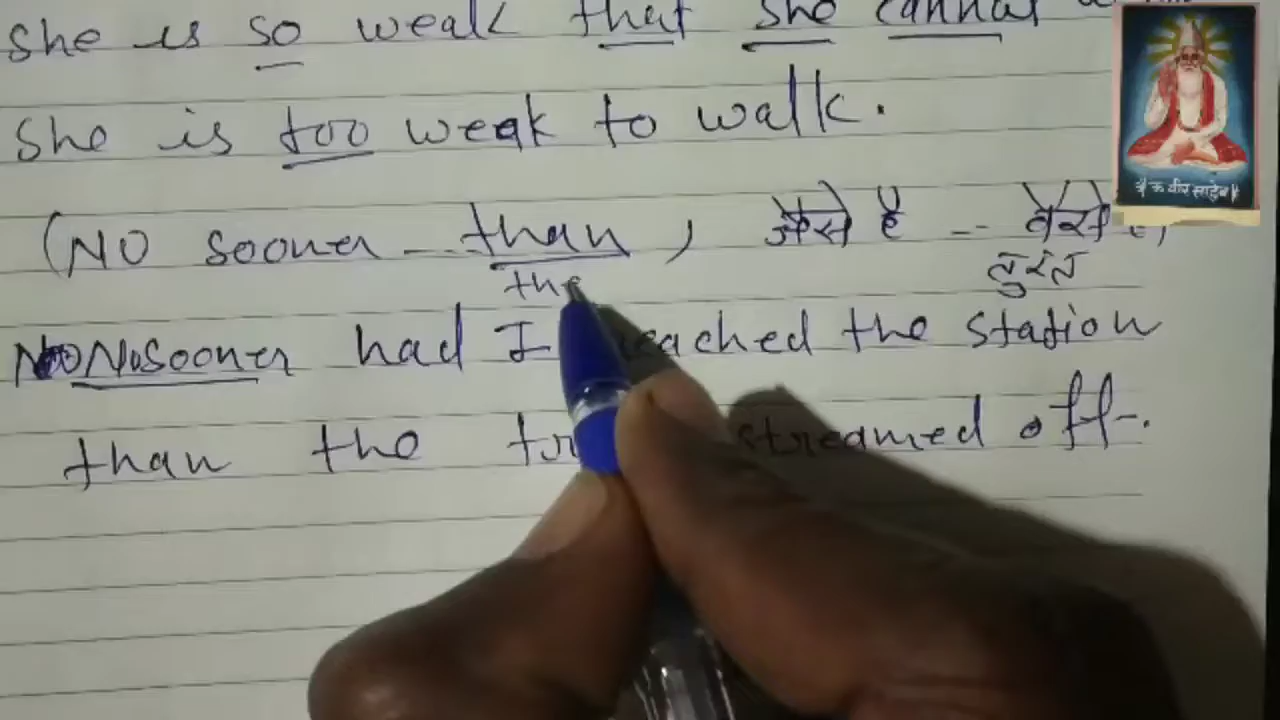 she is so weak that she cannot
she is too weak to walk.
(No sooner --- than, जैसे है -- वैसे
the
तुरंत
No sooner had I reached the station
than the streamed off.
ॐ क वीर साहेब